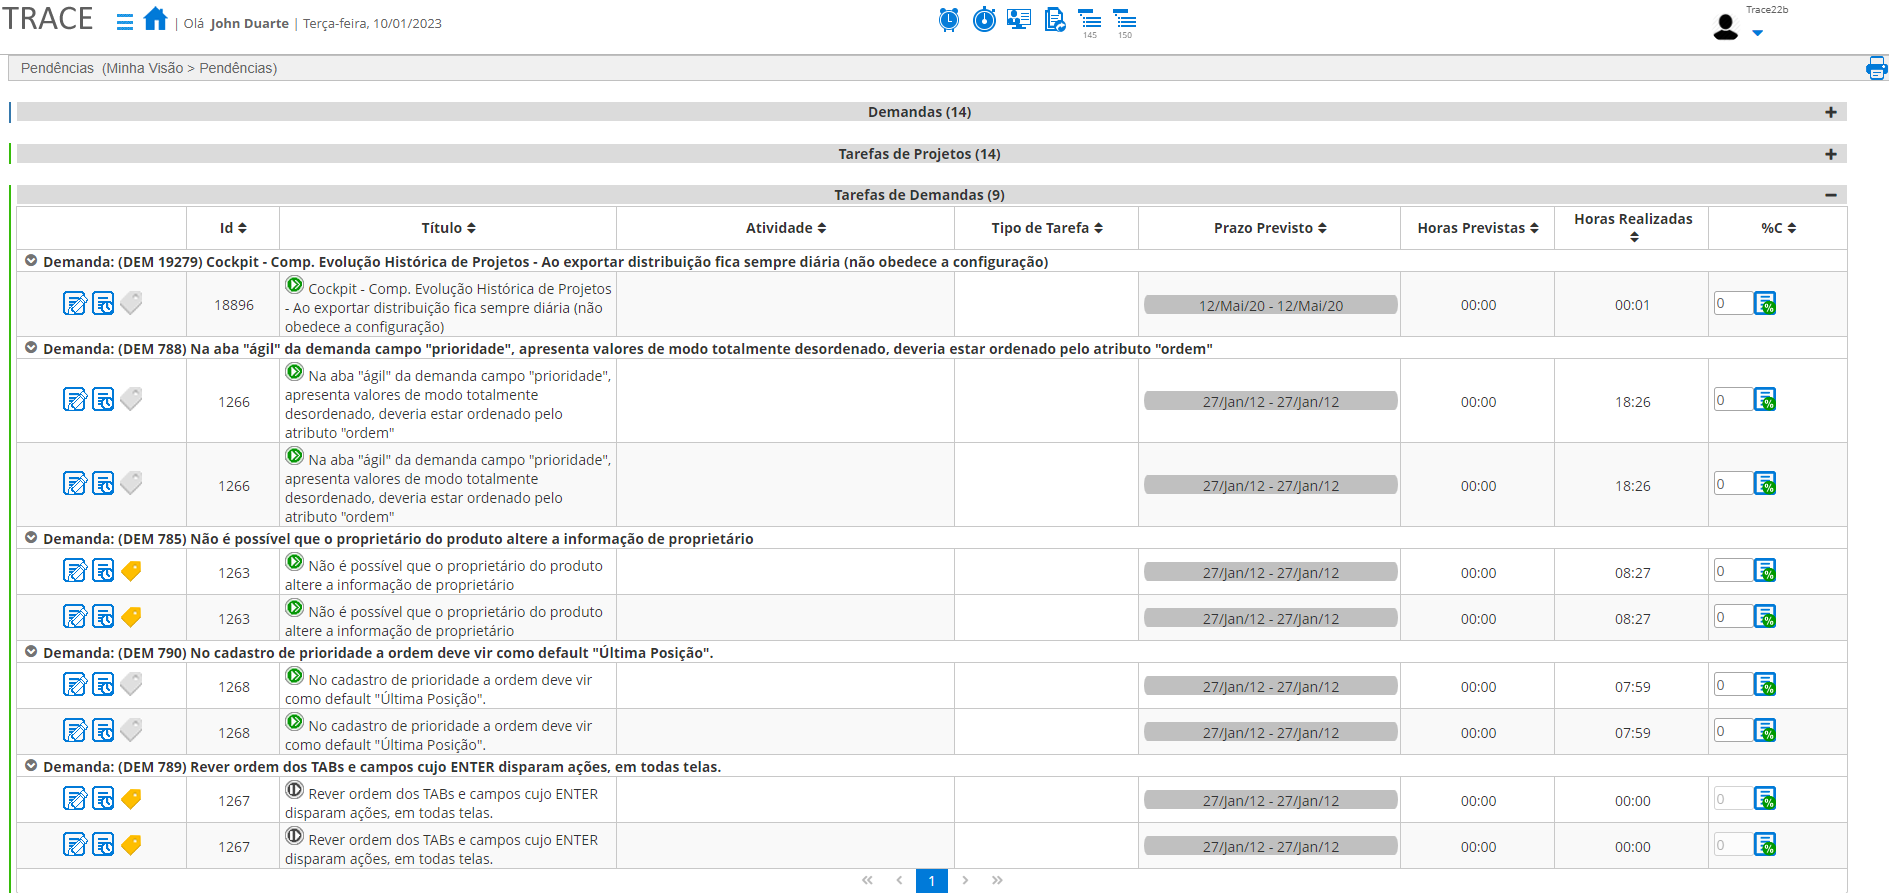 TRACE
| Olá John Duarte | Terça-feira, 10/01/2023
145
150
Trace22b
Pendências (Minha Visão > Pendências)
Demandas (14)
Tarefas de Projetos (14)
Tarefas de Demandas (9)
Id Título Atividade Tipo de Tarefa Prazo Previsto Horas Previstas Horas Realizadas %C
Demanda: (DEM 19279) Cockpit - Comp. Evolução Histórica de Projetos - Ao exportar distribuição fica sempre diária (não obedece a configuração)
18896
Cockpit - Comp. Evolução Histórica de Projetos
- Ao exportar distribuição fica sempre diária (não
obedece a configuração)
12/Mai/20 - 12/Mai/20 00:00 00:01 0 %
Demanda: (DEM 788) Na aba "ágil" da demanda campo "prioridade", apresenta valores de modo totalmente desordenado, deveria estar ordenado pelo atributo "ordem"
1266
Na aba "ágil" da demanda campo "prioridade",
apresenta valores de modo totalmente
desordenado, deveria estar ordenado pelo
atributo "ordem"
27/Jan/12 - 27/Jan/12 00:00 18:26 0 %
1266
Na aba "ágil" da demanda campo "prioridade",
apresenta valores de modo totalmente
desordenado, deveria estar ordenado pelo
atributo "ordem"
27/Jan/12 - 27/Jan/12 00:00 18:26 0 %
Demanda: (DEM 785) Não é possível que o proprietário do produto altere a informação de proprietário
1263
Não é possível que o proprietário do produto
altere a informação de proprietário
27/Jan/12 - 27/Jan/12 00:00 08:27 0 %
1263
Não é possível que o proprietário do produto
altere a informação de proprietário
27/Jan/12 - 27/Jan/12 00:00 08:27 0 %
Demanda: (DEM 790) No cadastro de prioridade a ordem deve vir como default "Última Posição".
1268
No cadastro de prioridade a ordem deve vir
como default "Última Posição".
27/Jan/12 - 27/Jan/12 00:00 07:59 0 %
1268
No cadastro de prioridade a ordem deve vir
como default "Última Posição".
27/Jan/12 - 27/Jan/12 00:00 07:59 0 %
Demanda: (DEM 789) Rever ordem dos TABs e campos cujo ENTER disparam ações, em todas telas.
1267
Rever ordem dos TABs e campos cujo ENTER
disparam ações, em todas telas.
27/Jan/12 - 27/Jan/12 00:00 00:00 0 %
1267
Rever ordem dos TABs e campos cujo ENTER
disparam ações, em todas telas.
27/Jan/12 - 27/Jan/12 00:00 00:00 0 %
1